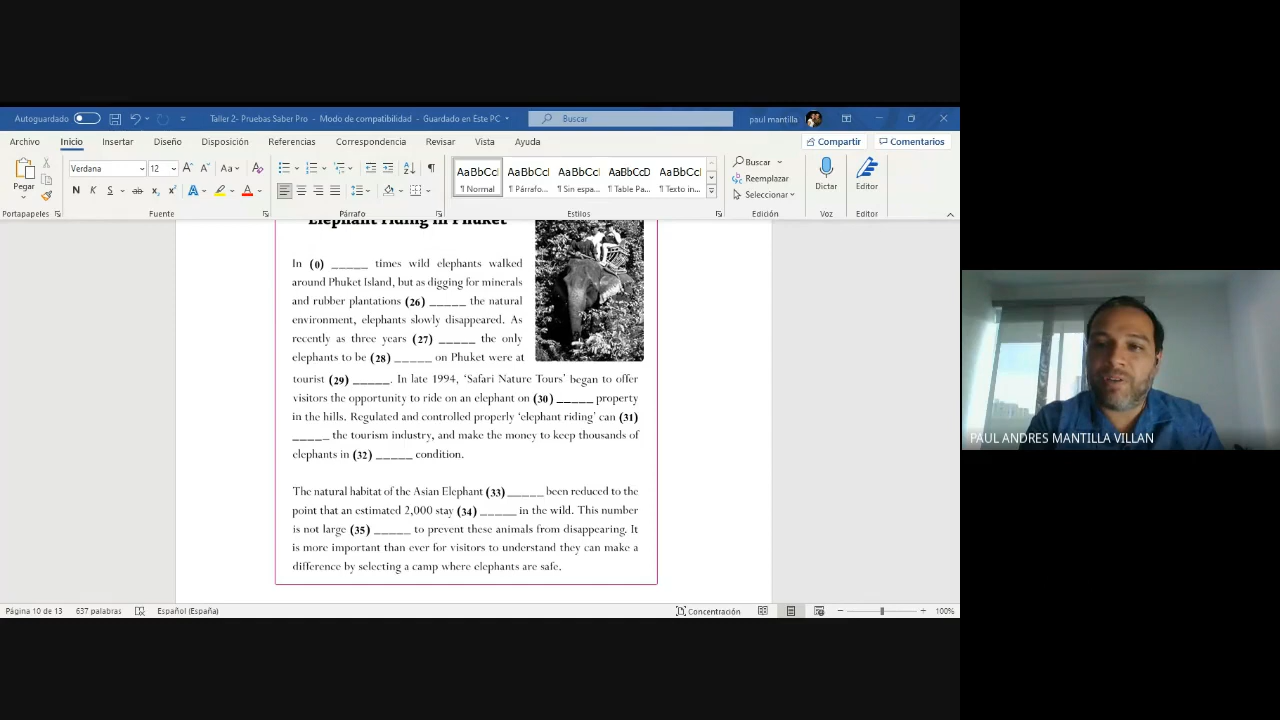 Autoguardado
Taller 2- Pruebas Saber Pro - Modo de compatibilidad - Guardado en Este PC
Buscar
paul mantilla
Archivo Inicio Insertar Diseño Disposición Referencias Correspondencia Revisar Vista Ayuda
Compartir Comentarios
Pegar
Verdana 12
N K S ab x₂ x² A A
A^ Aˇ Aa
AaBbCcI AaBbCcI AaBbCcI AaBbCcD AaBbCcI
¶ Normal ¶ Párrafo... ¶ Sin espa... ¶ Table Pa... ¶ Texto in...
Buscar
Reemplazar
Seleccionar
Dictar
Editor
Portapapeles Fuente Párrafo Estilos Edición Voz Editor
Elephant riding in Phuket
In (0) _____ times wild elephants walked
around Phuket Island, but as digging for minerals
and rubber plantations (26) _____ the natural
environment, elephants slowly disappeared. As
recently as three years (27) _____ the only
elephants to be (28) _____ on Phuket were at
tourist (29) _____. In late 1994, ‘Safari Nature Tours’ began to offer
visitors the opportunity to ride on an elephant on (30) _____ property
in the hills. Regulated and controlled properly ‘elephant riding’ can (31)
_____ the tourism industry, and make the money to keep thousands of
elephants in (32) _____ condition.
The natural habitat of the Asian Elephant (33) _____ been reduced to the
point that an estimated 2,000 stay (34) _____ in the wild. This number
is not large (35) _____ to prevent these animals from disappearing. It
is more important than ever for visitors to understand they can make a
difference by selecting a camp where elephants are safe.
Página 10 de 13 637 palabras Español (España) Concentración 100%
PAUL ANDRES MANTILLA VILLAN